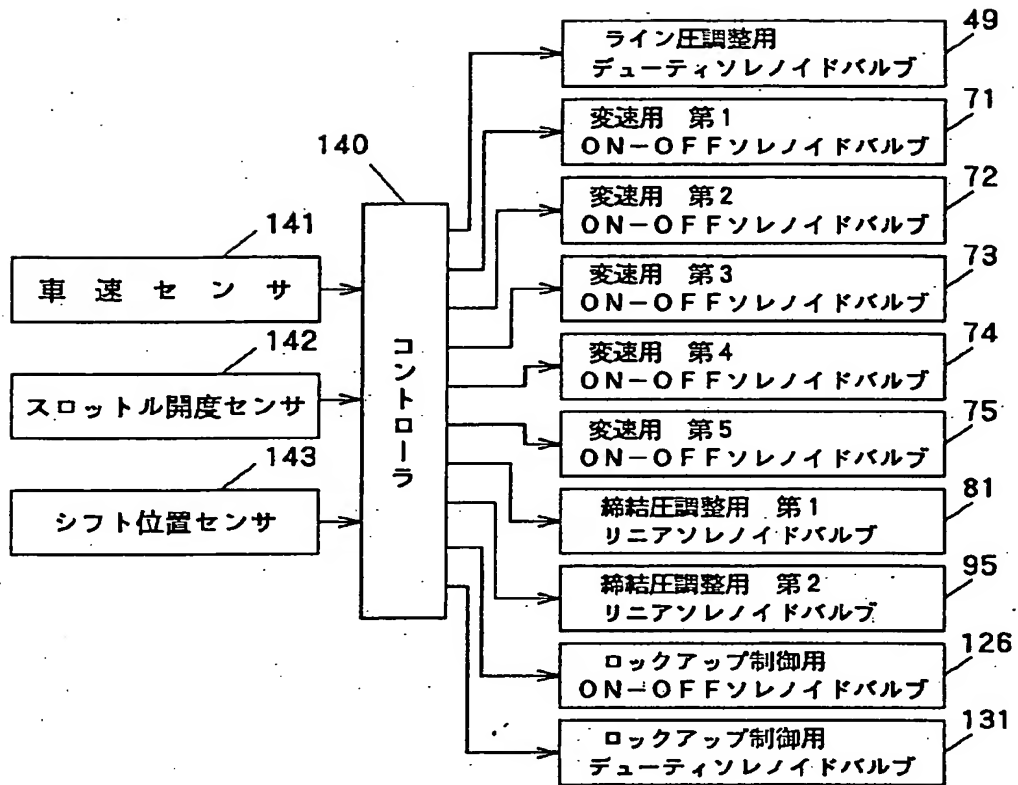 49
ライン圧調整用
デューティソレノイドバルブ
71
変速用 第1
ON-OFFソレノイドバルブ
140
72
変速用 第2
ON-OFFソレノイドバルブ
141
車速センサ
73
変速用 第3
ON-OFFソレノイドバルブ
142
スロットル開度センサ
コントローラ
74
変速用 第4
ON-OFFソレノイドバルブ
75
変速用 第5
ON-OFFソレノイドバルブ
143
シフト位置センサ
81
締結圧調整用 第1
リニアソレノイドバルブ
95
締結圧調整用 第2
リニアソレノイドバルブ
126
ロックアップ制御用
ON-OFFソレノイドバルブ
131
ロックアップ制御用
デューティソレノイドバルブ